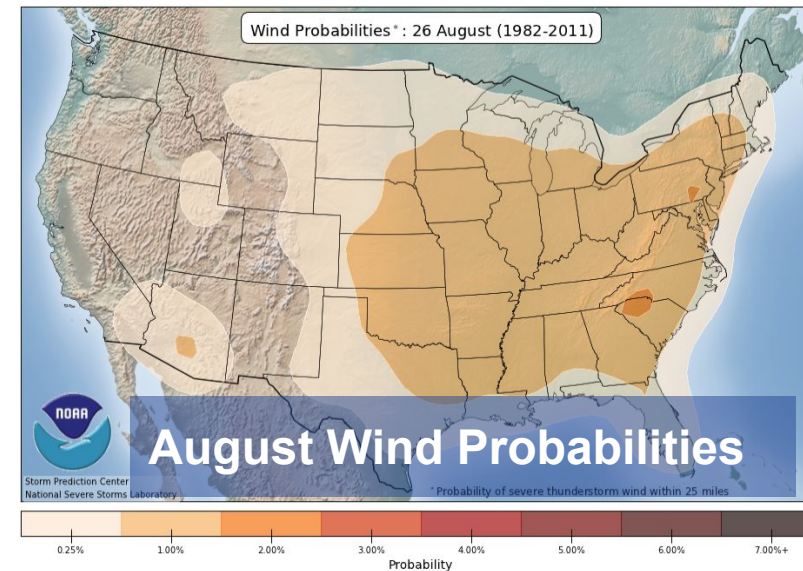 Wind Probabilities* : 26 August (1982-2011)
NOAA
August Wind Probabilities
Storm Prediction Center
National Severe Storms Laboratory
*Probability of severe thunderstorm wind within 25 miles
0.25% 1.00% 2.00% 3.00% 4.00% 5.00% 6.00% 7.00%+
Probability